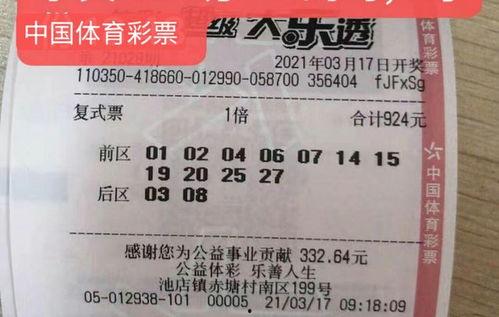 中国体育彩票
超级大乐透
2021年03月17日开奖
110350-418660-012990-058700 356404 fJFxSg
复式票 1倍 合计924元
前区 01 02 04 06 07 14 15
19 20 25 27
后区 03 08
感谢您为公益事业贡献 332.64元
公益体彩 乐善人生
池店镇赤塘村南区199号
05-012938-101 00005 21/03/17 09:18:09
中国体育彩票